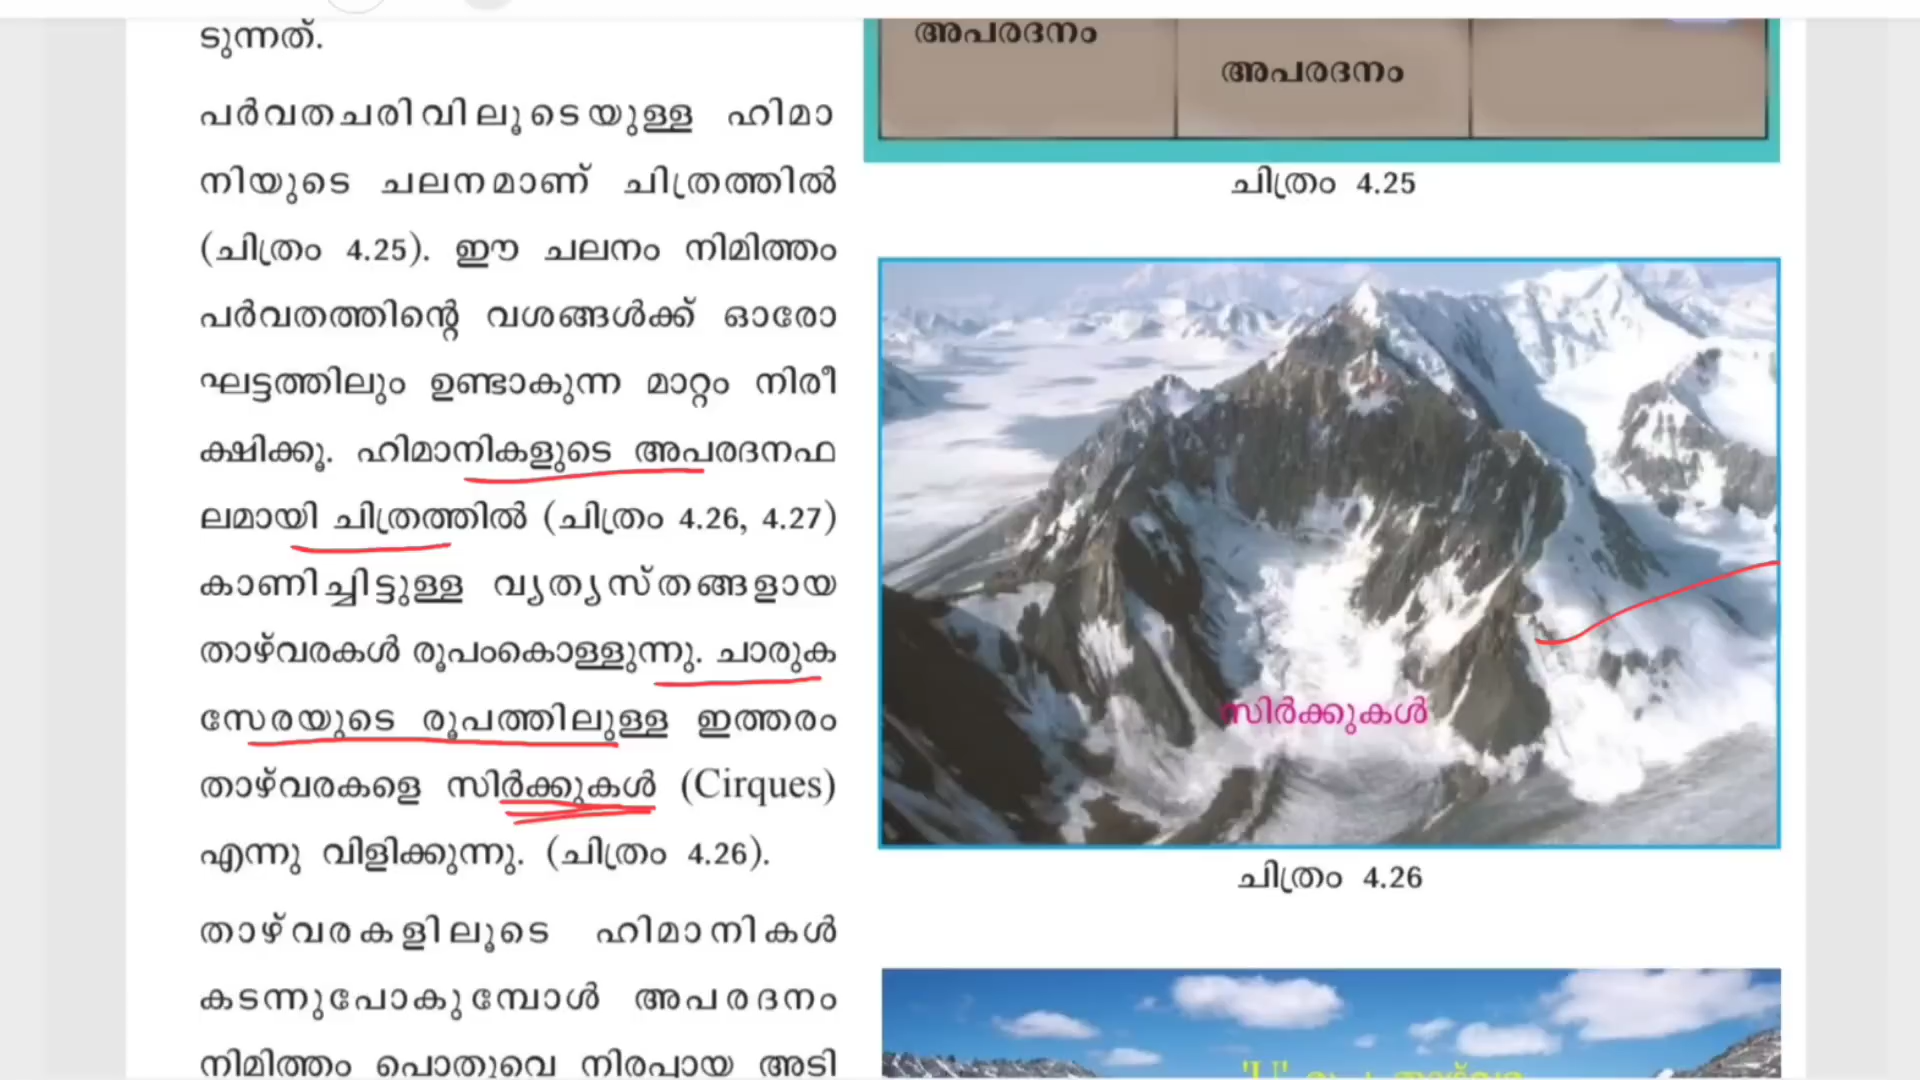 ടുന്നത്.
പർവതചരിവിലൂടെയുള്ള ഹിമാ
നിയുടെ ചലനമാണ് ചിത്രത്തിൽ
(ചിത്രം 4.25). ഈ ചലനം നിമിത്തം
പർവതത്തിന്റെ വശങ്ങൾക്ക് ഓരോ
ഘട്ടത്തിലും ഉണ്ടാകുന്ന മാറ്റം നിരീ
ക്ഷിക്കൂ. ഹിമാനികളുടെ അപരദനഫ
ലമായി ചിത്രത്തിൽ (ചിത്രം 4.26, 4.27)
കാണിച്ചിട്ടുള്ള വ്യത്യസ്തങ്ങളായ
താഴ്വരകൾ രൂപംകൊള്ളുന്നു. ചാരുക
സേരയുടെ രൂപത്തിലുള്ള ഇത്തരം
താഴ്വരകളെ സിർക്കുകൾ (Cirques)
എന്നു വിളിക്കുന്നു. (ചിത്രം 4.26).
താഴ്വരകളിലൂടെ ഹിമാനികൾ
കടന്നുപോകുമ്പോൾ അപരദനം
നിമിത്തം പൊതുവെ നിരപ്പായ അടി
അപരദനം
അപരദനം
ചിത്രം 4.25
സിർക്കുകൾ
ചിത്രം 4.26